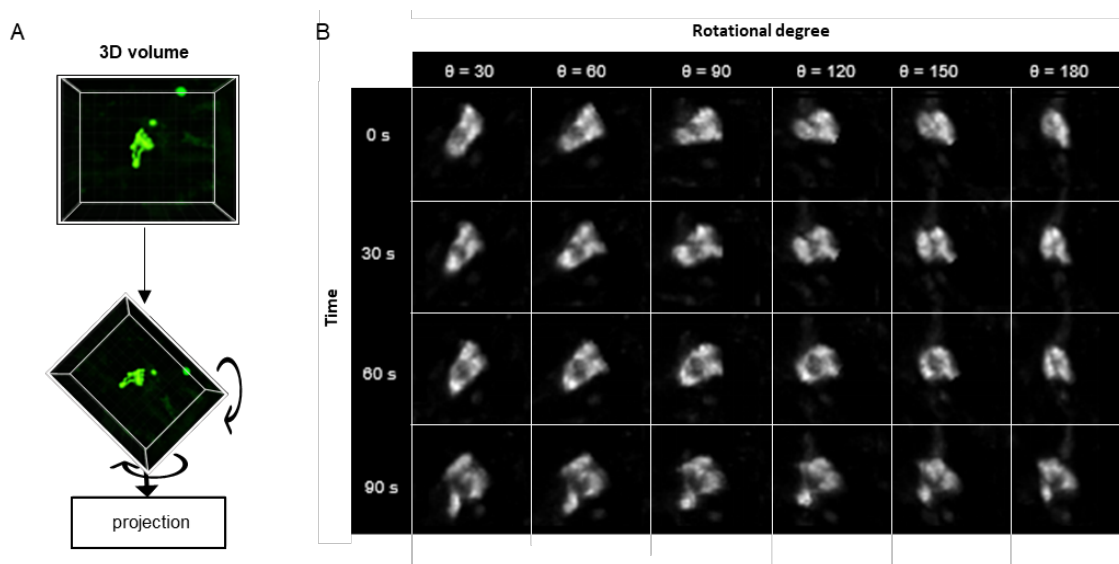 A
3D volume
projection
B
Rotational degree
θ = 30 θ = 60 θ = 90 θ = 120 θ = 150 θ = 180
Time
0 s
30 s
60 s
90 s